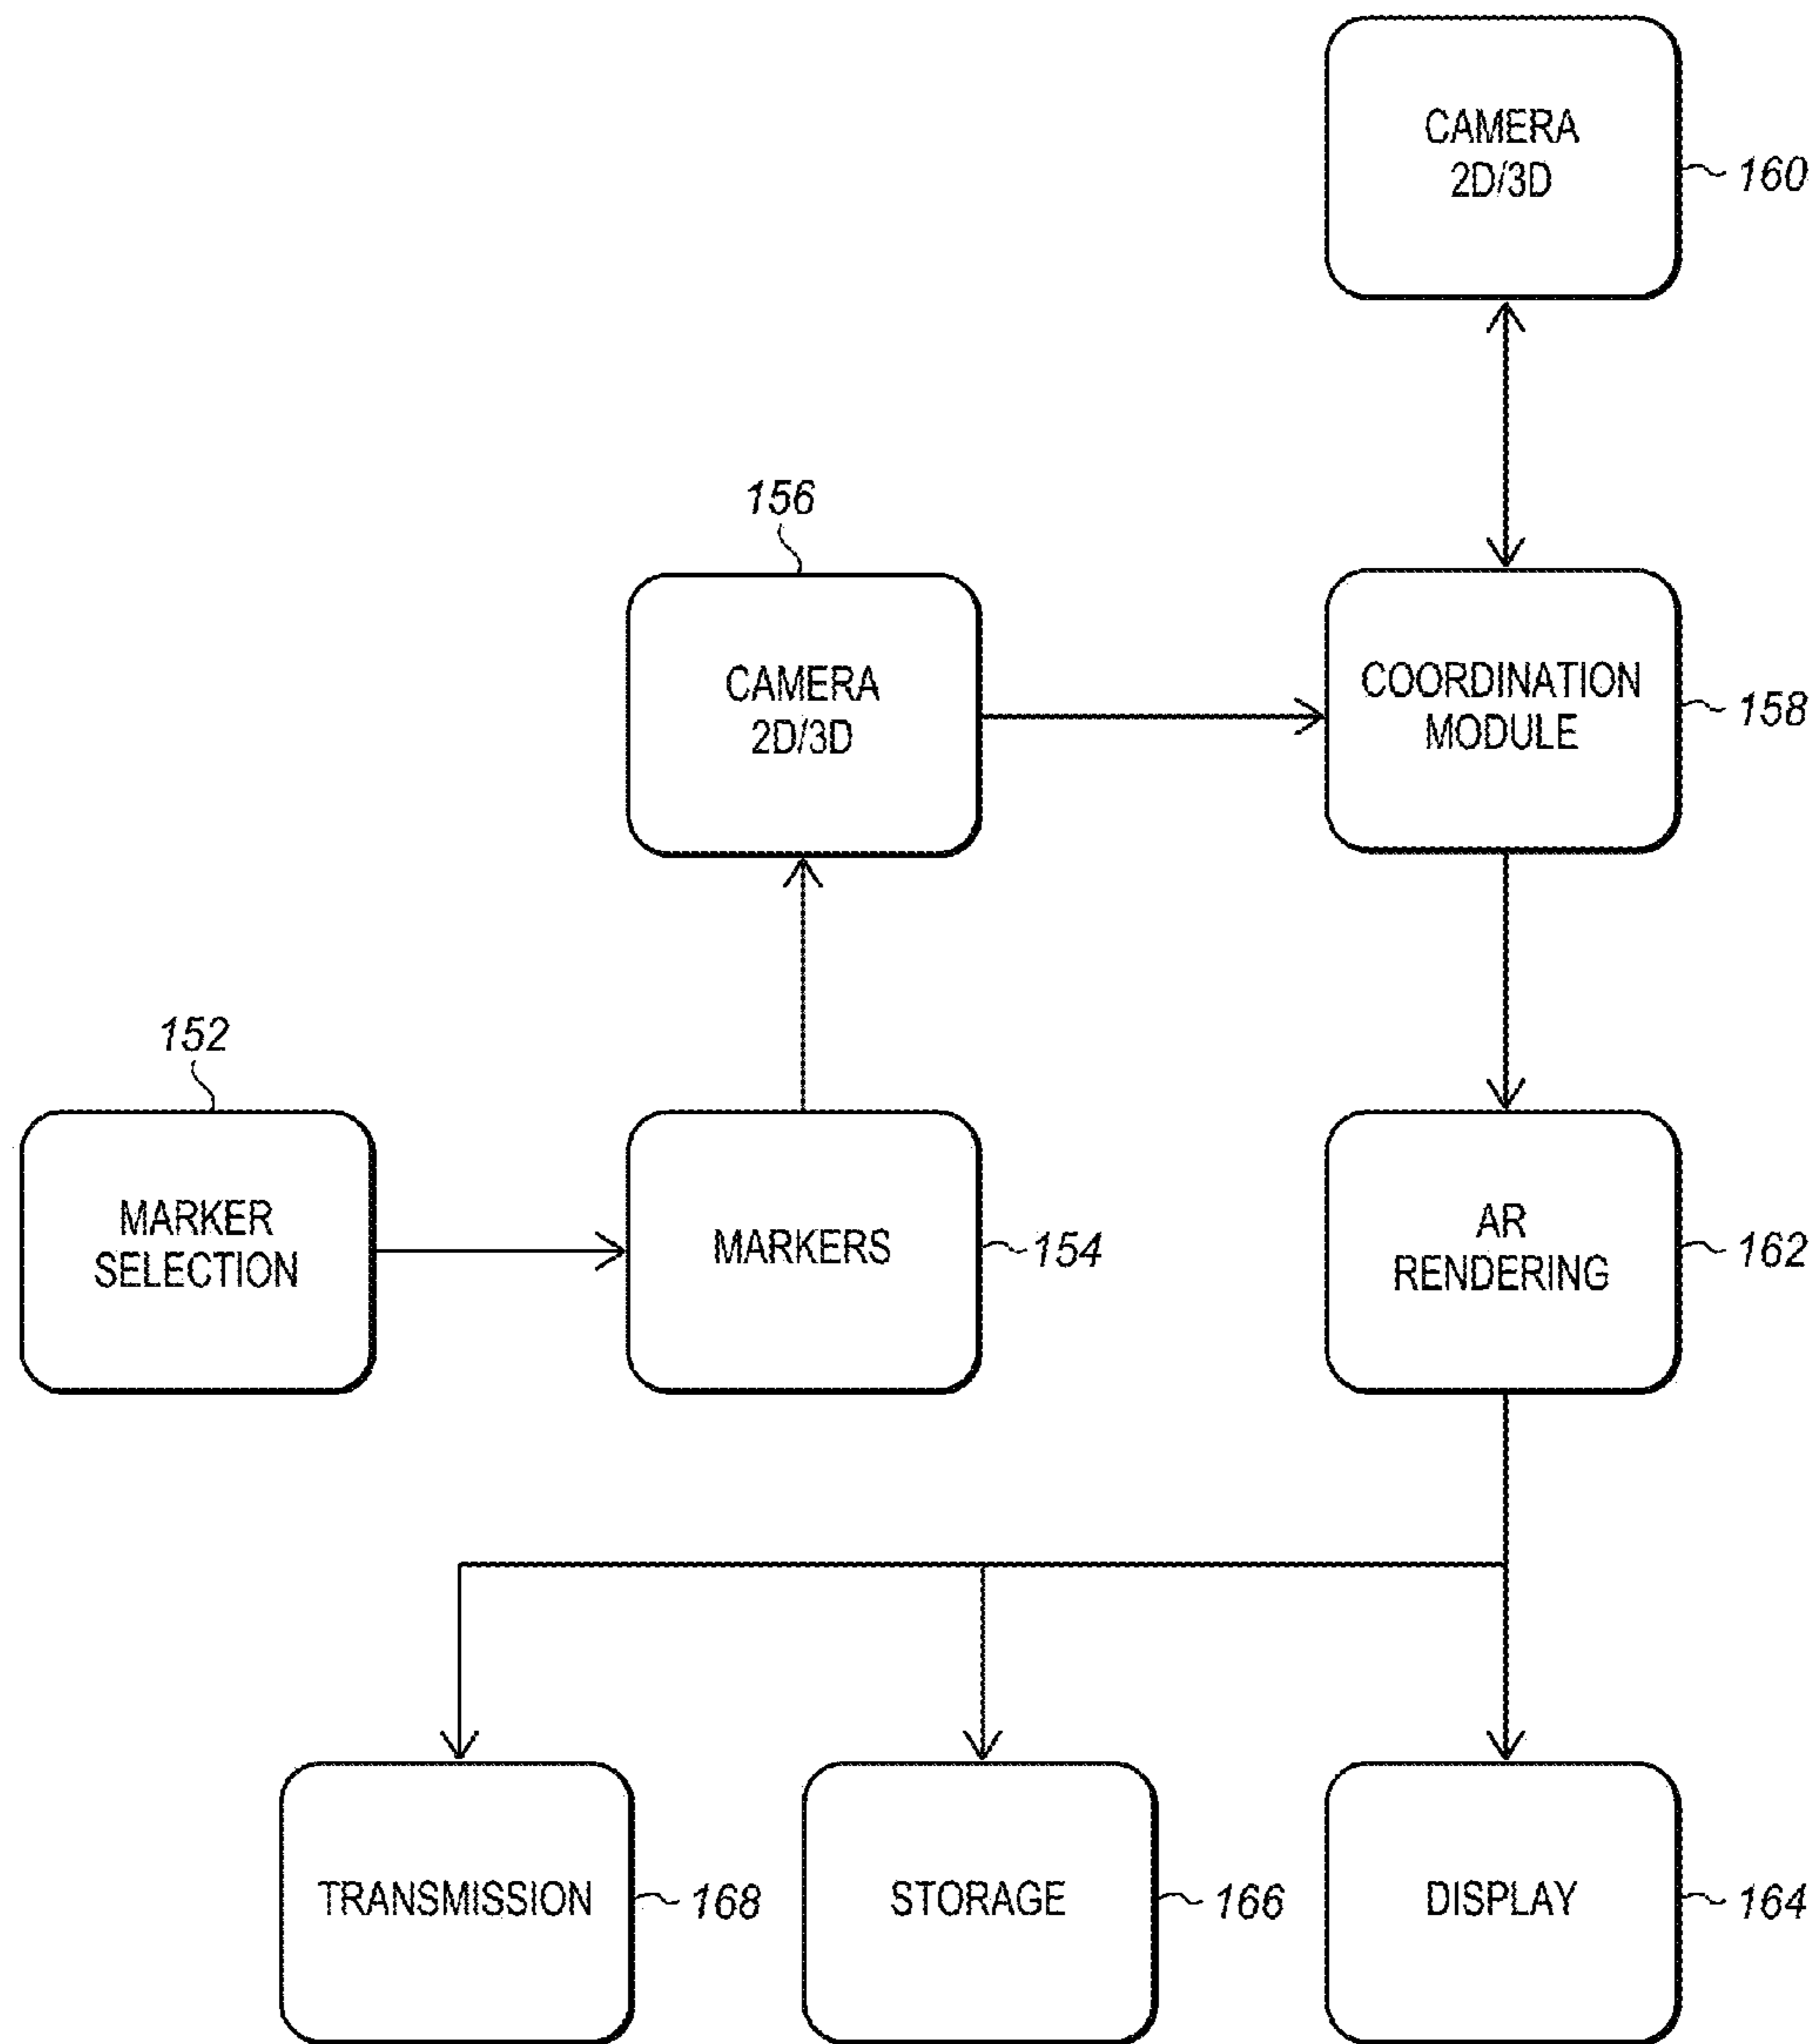 CAMERA
2D/3D
160
156
CAMERA
2D/3D
COORDINATION
MODULE
158
152
MARKER
SELECTION
MARKERS
154
AR
RENDERING
162
TRANSMISSION
168
STORAGE
166
DISPLAY
164